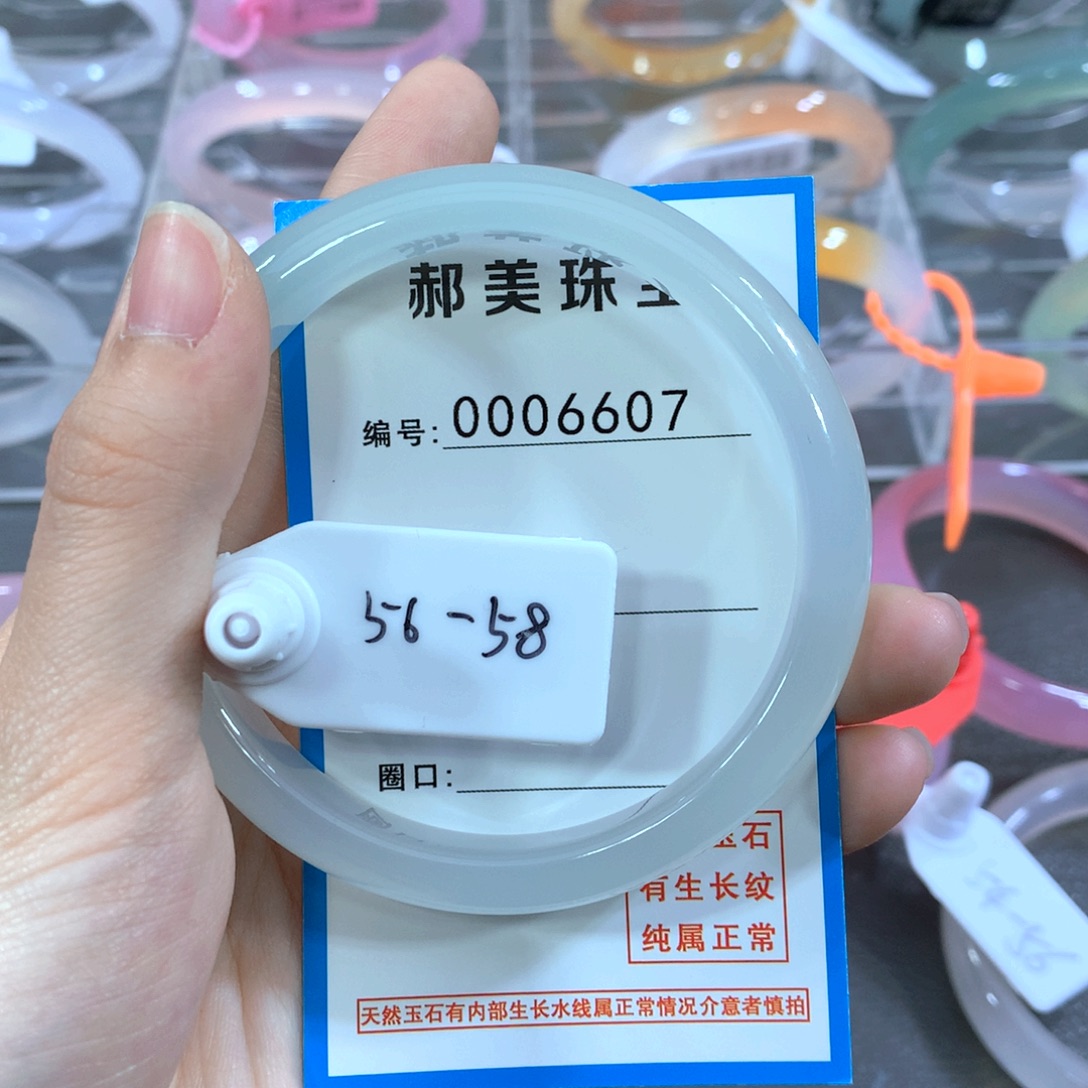 郝美珠
编号: 0006607
56-58
圈口:
玉石
有生长纹
纯属正常
天然玉石有内部生长水线属正常情况介意者慎拍